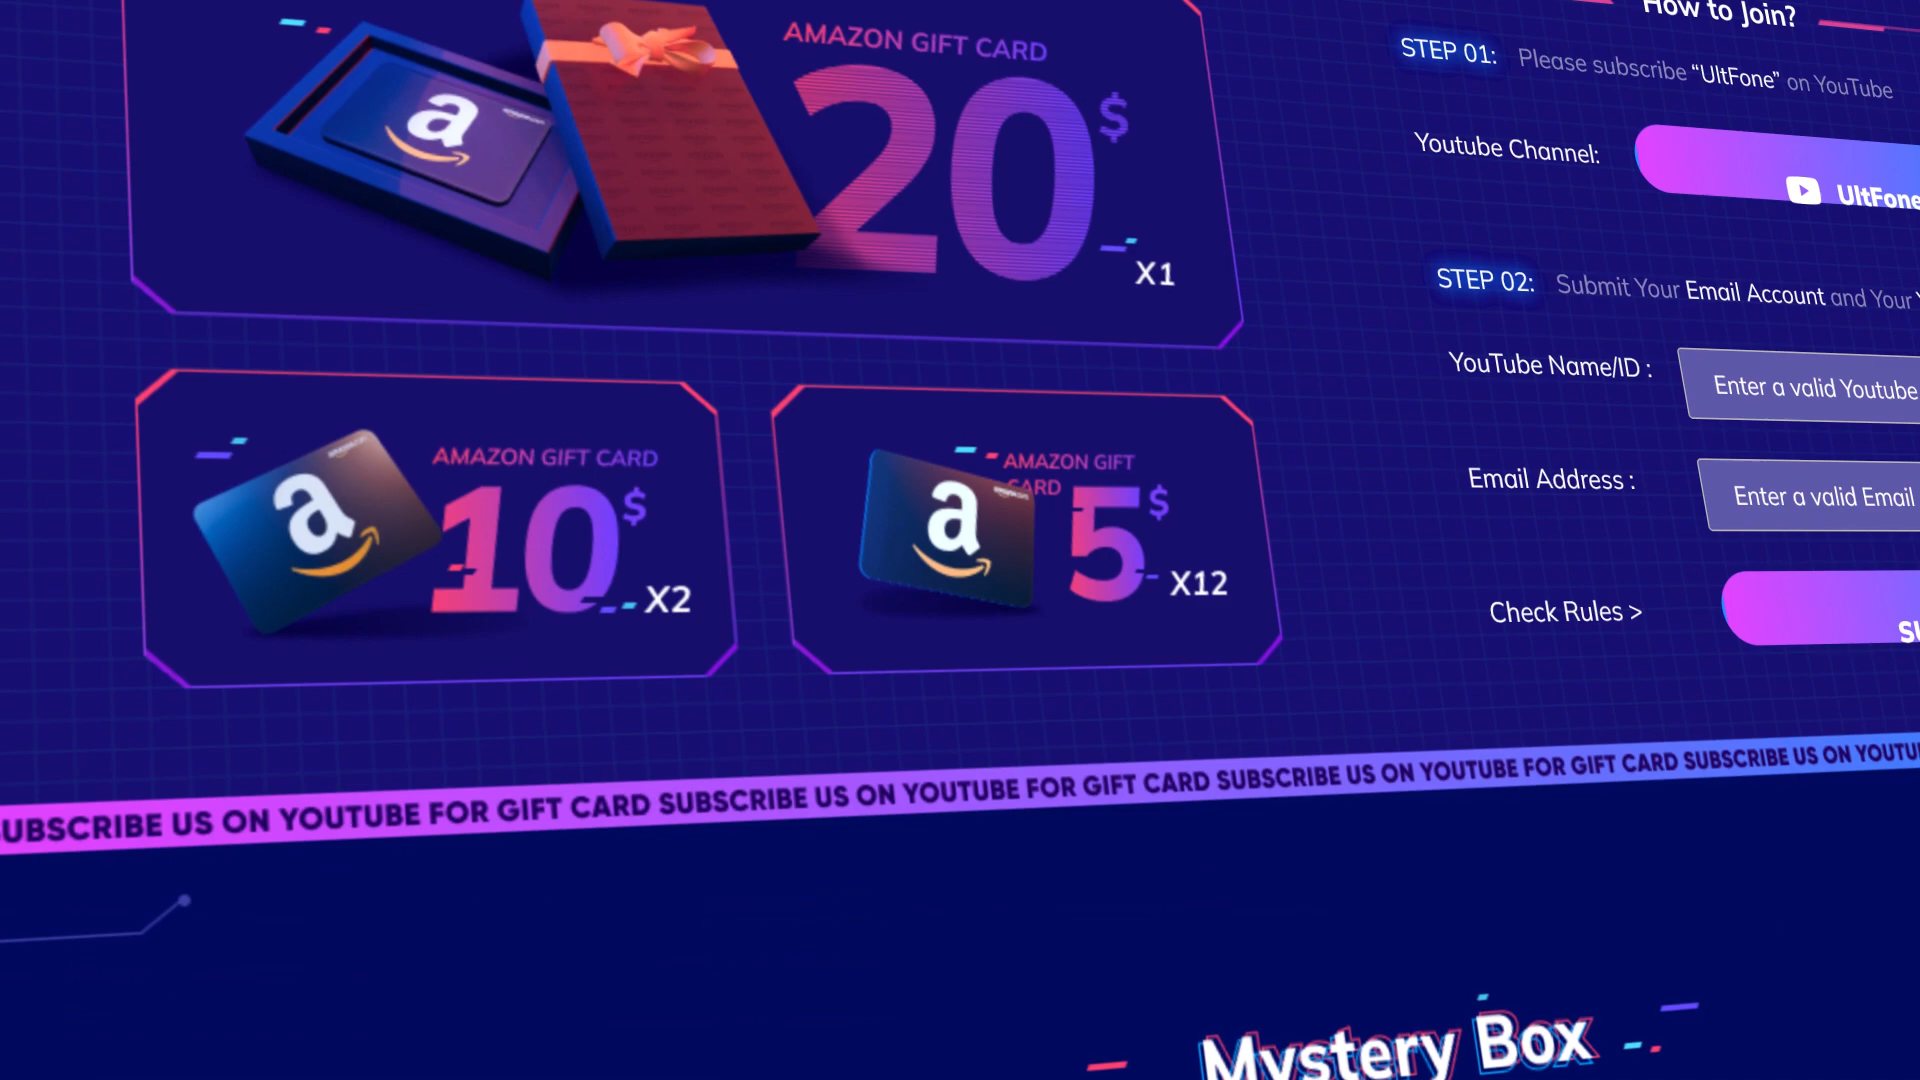 AMAZON GIFT CARD
20$
X1
AMAZON GIFT CARD
10$
X2
AMAZON GIFT
CARD
5$
X12
How to Join?
STEP 01: Please subscribe “UltFone” on YouTube
Youtube Channel:
UltFone
STEP 02: Submit Your Email Account and Your
YouTube Name/ID :
Enter a valid Youtube
Email Address :
Enter a valid Email
Check Rules >
SUBSCRIBE US ON YOUTUBE FOR GIFT CARD SUBSCRIBE US ON YOUTUBE FOR GIFT CARD SUBSCRIBE US ON YOUTUBE FOR GIFT CARD SUBSCRIBE US ON YOUTU
Mystery Box